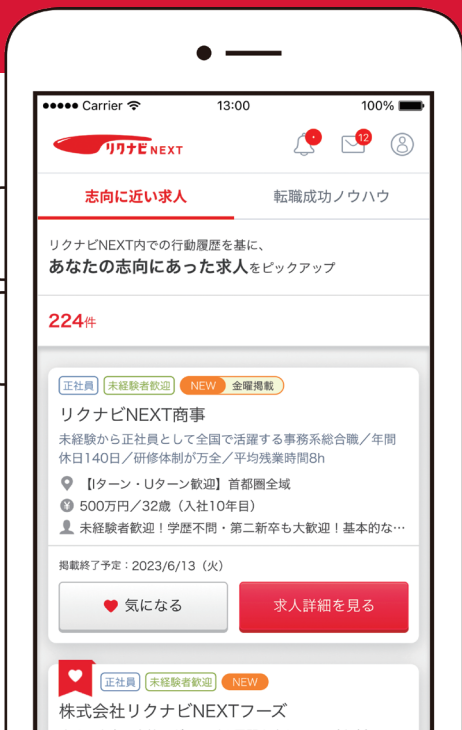 Carrier 13:00 100%
リクナビNEXT
12
志向に近い求人 転職成功ノウハウ
リクナビNEXT内での行動履歴を基に、
あなたの志向にあった求人をピックアップ
224件
正社員 未経験者歓迎 NEW 金曜掲載
リクナビNEXT商事
未経験から正社員として全国で活躍する事務系総合職／年間
休日140日／研修体制が万全／平均残業時間8h
【Iターン・Uターン歓迎】首都圏全域
500万円／32歳（入社10年目）
未経験者歓迎！学歴不問・第二新卒も大歓迎！基本的な…
掲載終了予定：2023/6/13（火）
気になる 求人詳細を見る
正社員 未経験者歓迎 NEW
株式会社リクナビNEXTフーズ